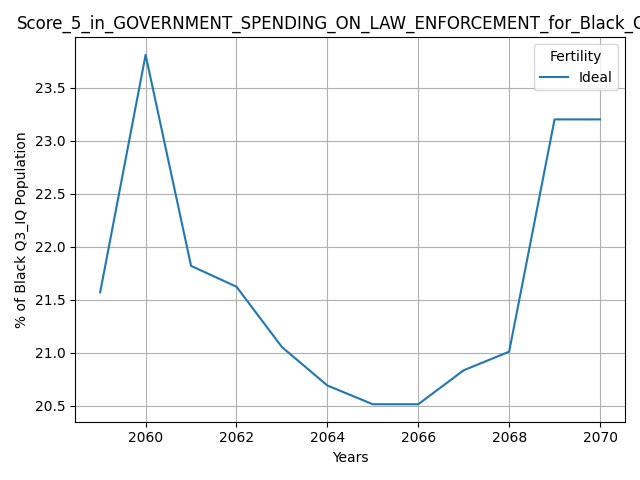 Score_5_in_GOVERNMENT_SPENDING_ON_LAW_ENFORCEMENT_for_Black_
Fertility
Ideal
23.5
23.0
22.5
22.0
21.5
21.0
20.5
% of Black Q3_IQ Population
2060 2062 2064 2066 2068 2070
Years